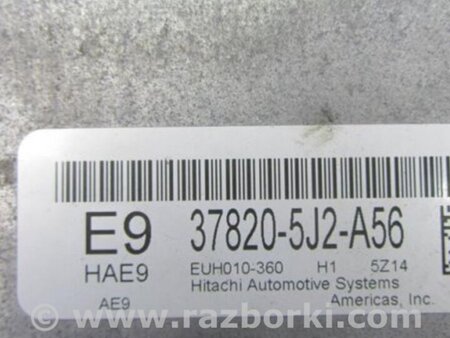 E9 37820-5J2-A56
HAE9 EUH010-360 H1 5Z14
AE9 Hitachi Automotive Systems
Americas, Inc.
www.razborki.com